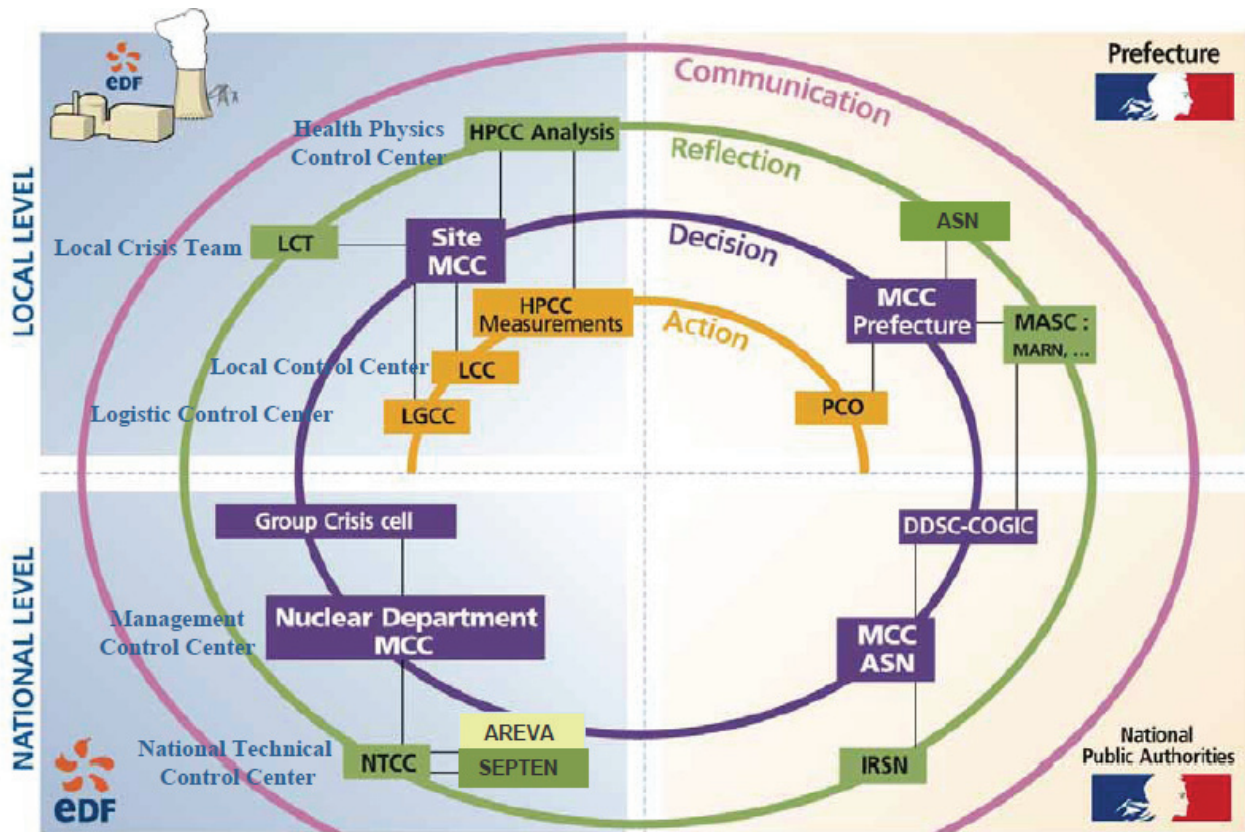 eDF
Communication
Prefecture
Health Physics
Control Center
HPCC Analysis
Reflection
LOCAL LEVEL
Local Crisis Team
LCT
Site
MCC
Decision
ASN
HPCC
Measurements
Action
MCC
Prefecture
MASC :
MARN, ...
Local Control Center
LCC
Logistic Control Center
LGCC
PCO
NATIONAL LEVEL
Group Crisis cell
DDSC-COGIC
Management
Control Center
Nuclear Department
MCC
MCC
ASN
National Technical
Control Center
NTCC
AREVA
SEPTEN
IRSN
National
Public Authorities
eDF